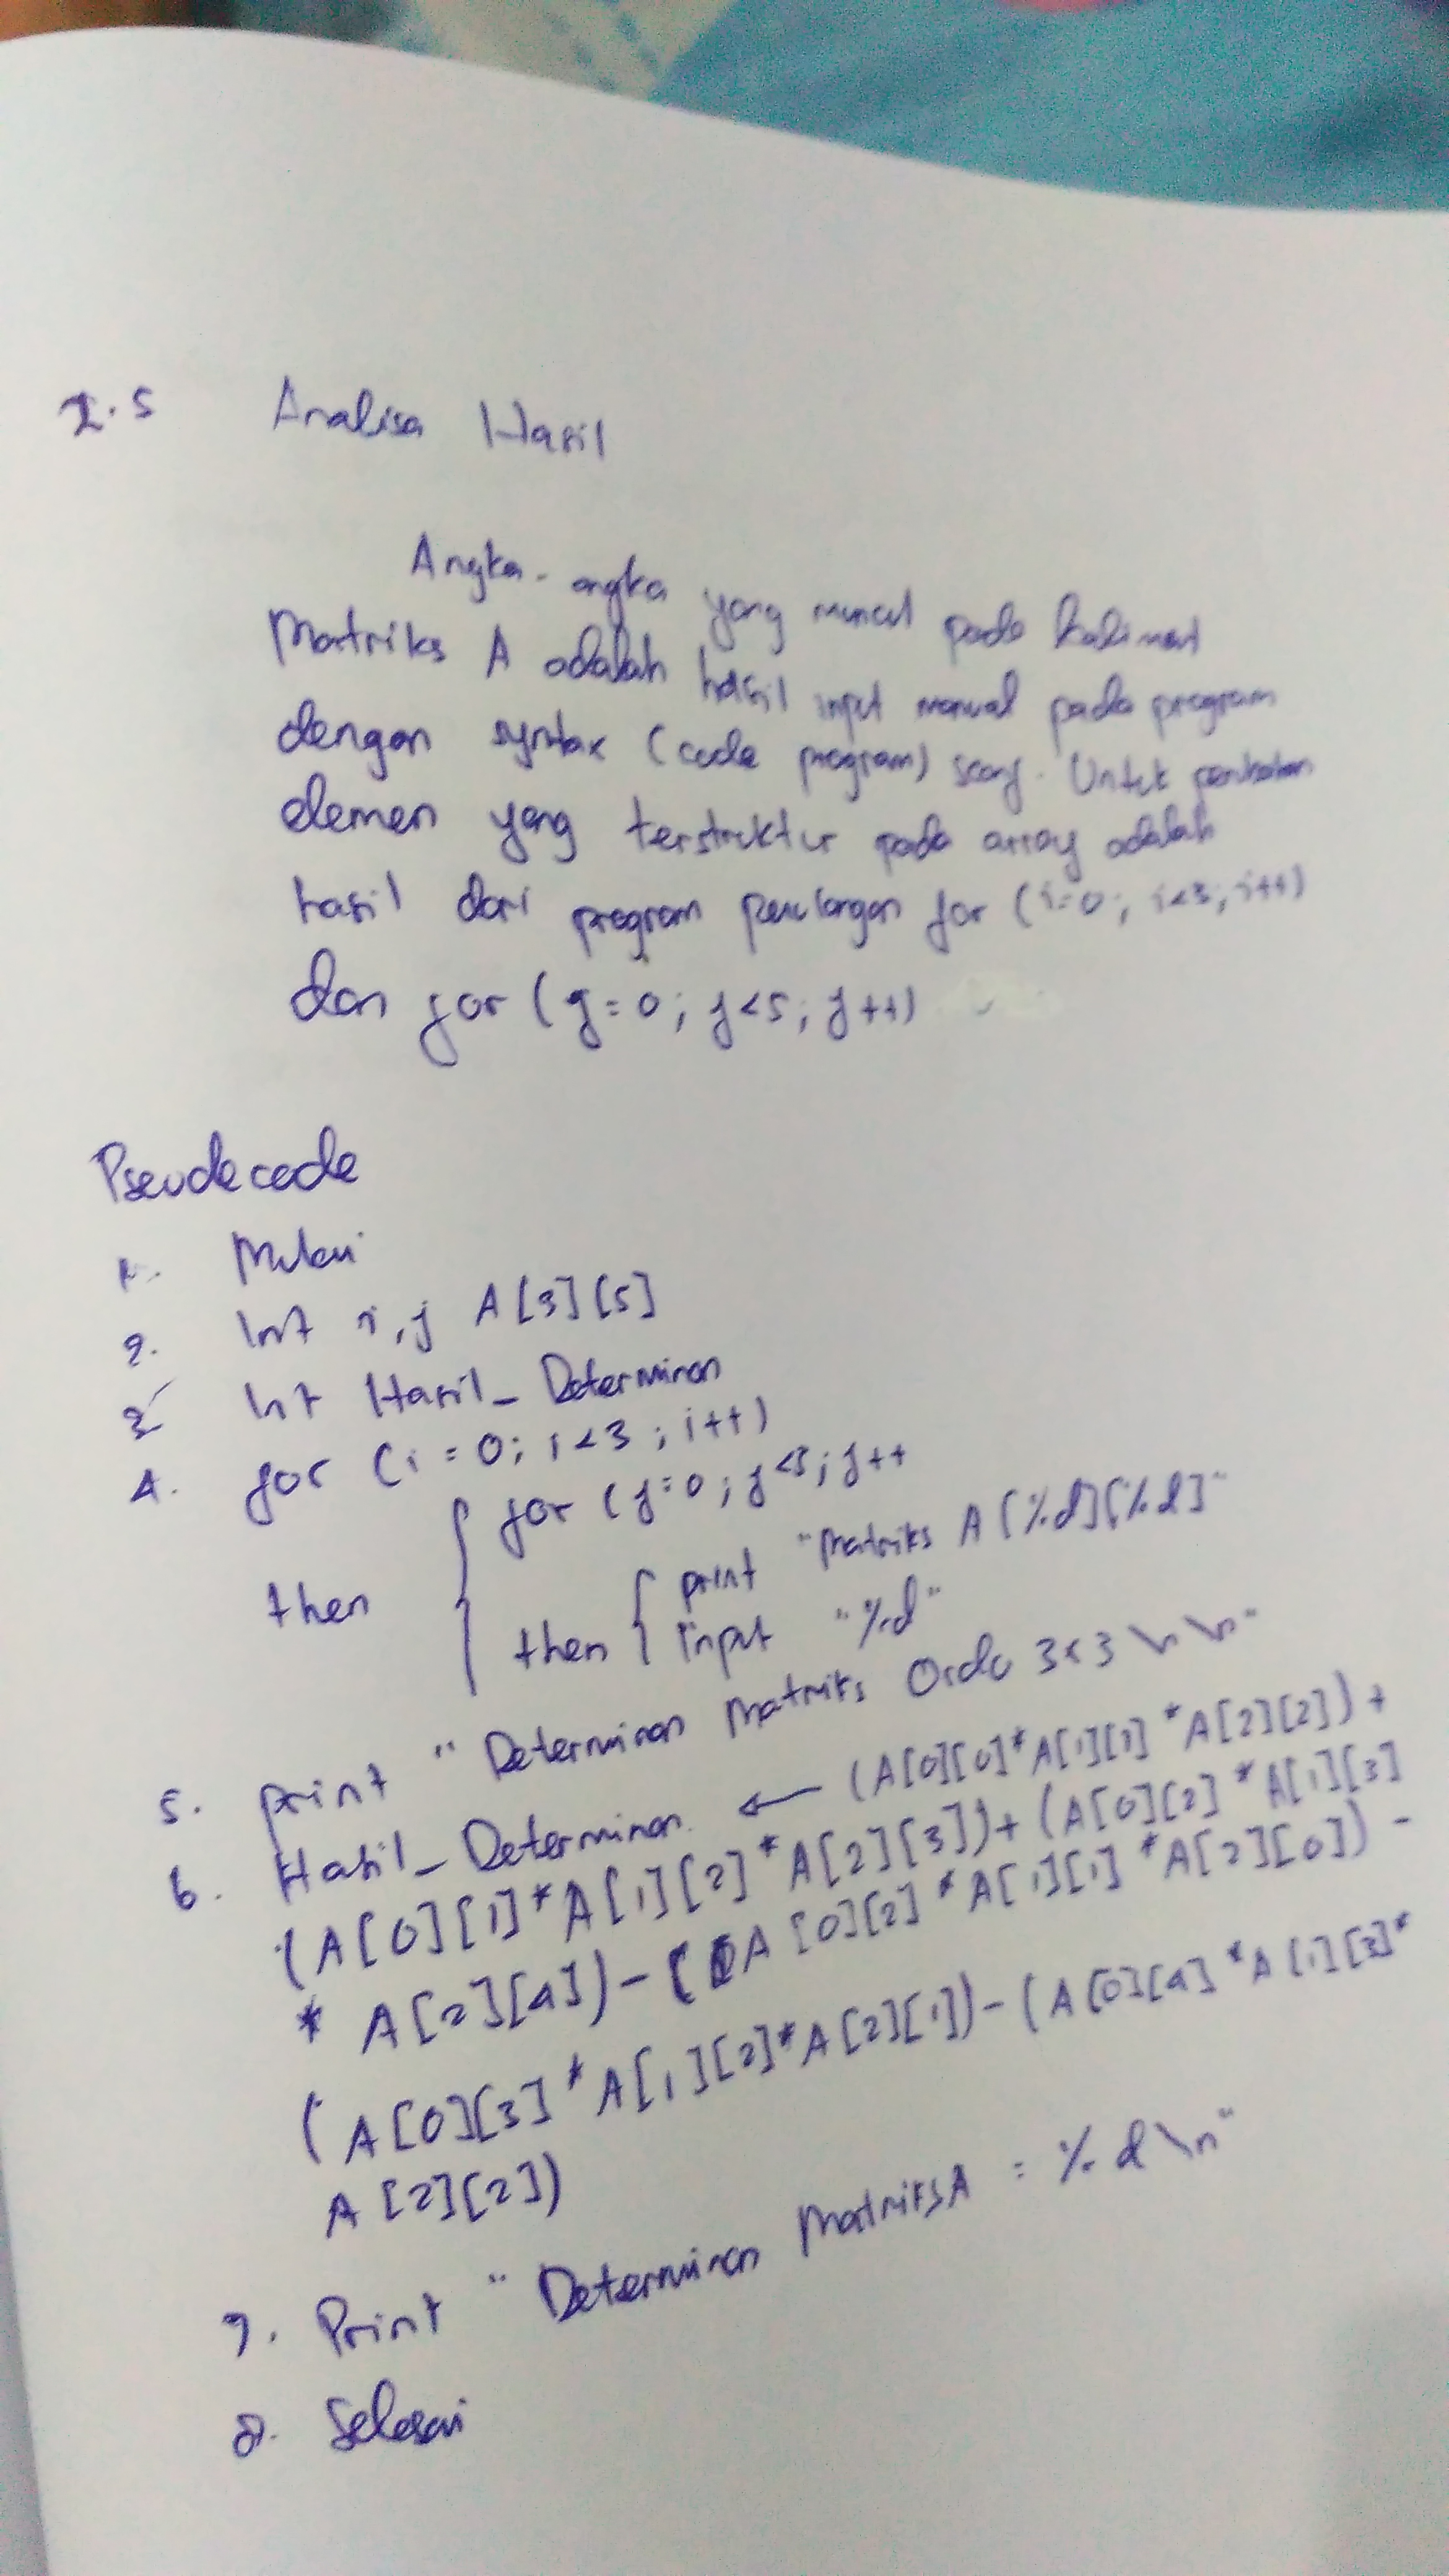 2.5 Analisa Hasil
Angka-angka yang muncul pada kalimat
Matriks A adalah hasil input manual pada program
dengan syntax (code program) scanf. Untuk
elemen yang terstruktur pada array adalah
hasil dari program perulangan for (i=0; i<3; i++)
dan for (j=0; j<5; j++)
Pseudecode
1. Mulai
2. Int i,j A[3][5]
3. Int Hasil_Determinan
4. for (i=0; i<3; i++)
for (j=0; j<5; j++
then
print "Matriks A[%d][%d]"
then input "%d"
5. print "Determinan Matriks Ordo 3x3 \n \n"
6. Hasil_Determinan ← (A[0][0]*A[1][1]*A[2][2])+
(A[0][1]*A[1][2]*A[2][3])+(A[0][2]*A[1][3]
* A[2][4])-(A[0][2]*A[1][1]*A[2][0])-
(A[0][3]*A[1][2]*A[2][1])-(A[0][4]*A[1][3]*
A[2][2])
7. Print "Determinan Matriks A = %d \n"
8. Selesai